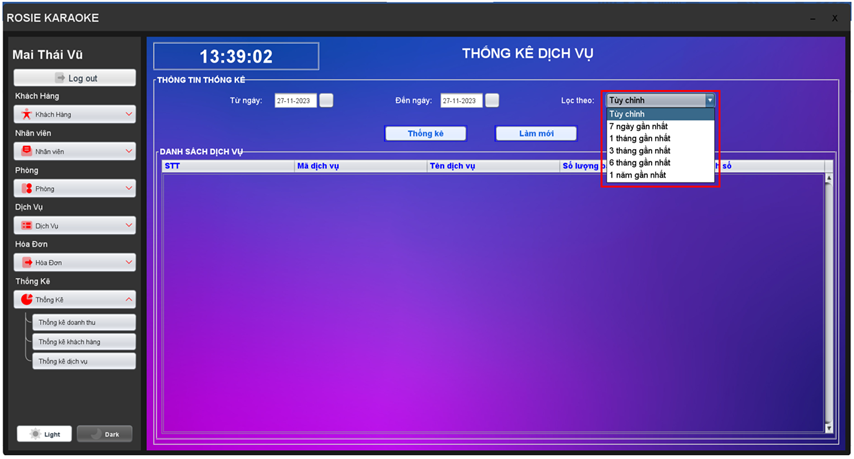 ROSIE KARAOKE
– X
Mai Thái Vũ
Log out
Khách Hàng
Khách Hàng
Nhân viên
Nhân viên
Phòng
Phòng
Dịch Vụ
Dịch Vụ
Hóa Đơn
Hóa Đơn
Thống Kê
Thống Kê
Thống kê doanh thu
Thống kê khách hàng
Thống kê dịch vụ
Light Dark
13:39:02
THỐNG KÊ DỊCH VỤ
THÔNG TIN THỐNG KÊ
Từ ngày: 27-11-2023 Đến ngày: 27-11-2023 Lọc theo: Tùy chỉnh
Tùy chỉnh
7 ngày gần nhất
1 tháng gần nhất
3 tháng gần nhất
6 tháng gần nhất
1 năm gần nhất
Thống kê Làm mới
DANH SÁCH DỊCH VỤ
STT Mã dịch vụ Tên dịch vụ Số lượng số